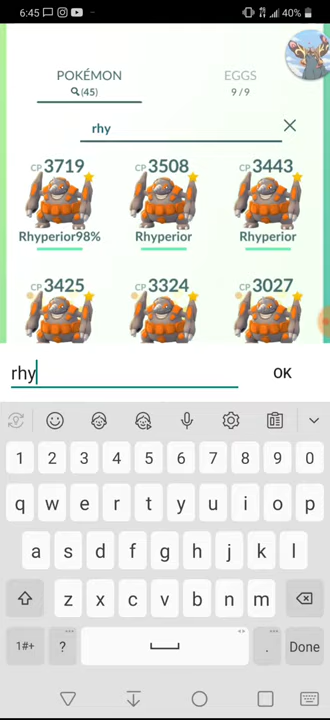 6:45 40%
POKÉMON EGGS
(45) 9 / 9
rhy
CP3719 CP3508 CP3443
Rhyperior98% Rhyperior Rhyperior
CP3425 CP3324 CP3027
rhy OK
1 2 3 4 5 6 7 8 9 0
q w e r t y u i o p
a s d f g h j k l
z x c v b n m
1#+ ? . Done